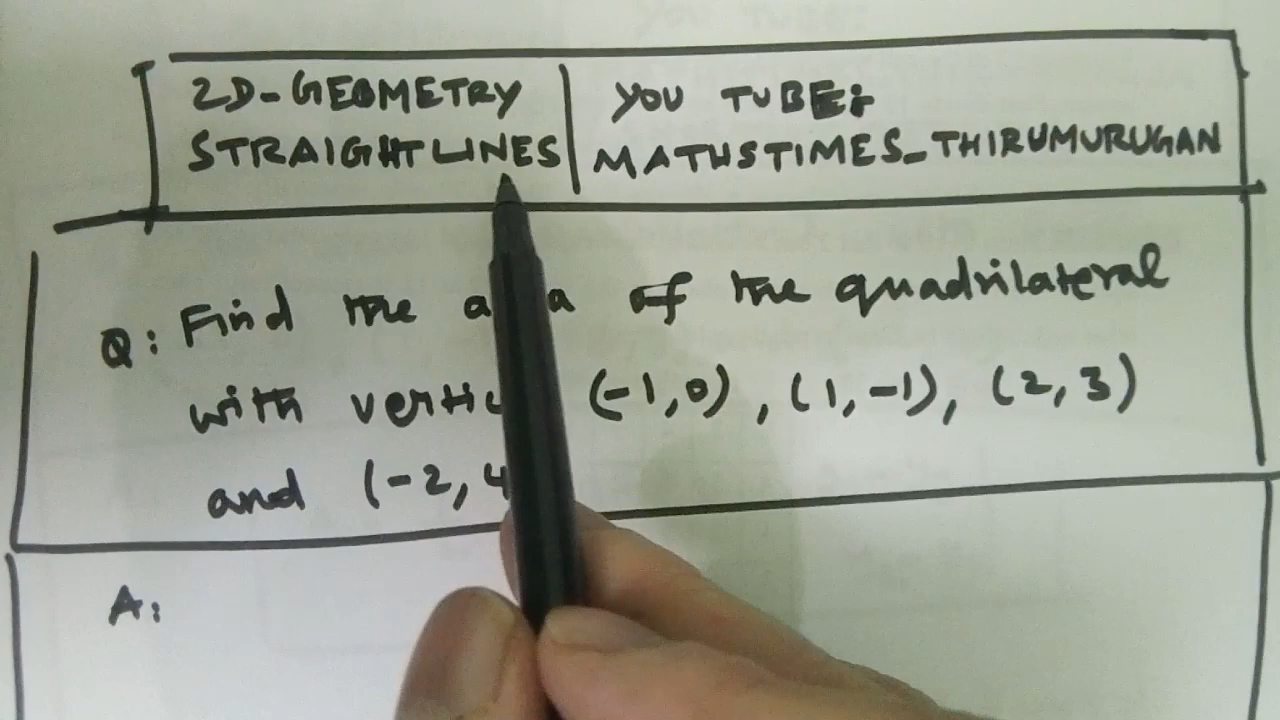 2D-GEOMETRY
STRAIGHTLINES
YOU TUBE:
MATHSTIMES_THIRUMURUGAN
Q: Find the of the quadrilateral
with (-1,0), (1,-1), (2,3)
and (-2,4
A: